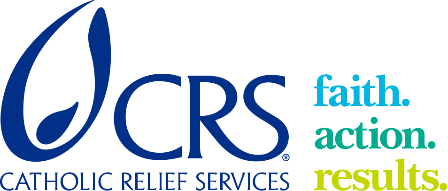 CRS®
CATHOLIC RELIEF SERVICES
faith.
action.
results.